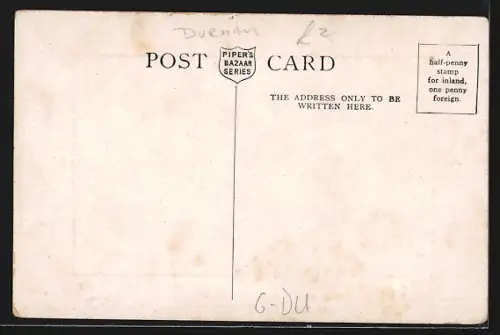 Durham £2
POST CARD
PIPER'S
BAZAAR
SERIES
A
half-penny
stamp
for inland,
one penny
foreign.
THE ADDRESS ONLY TO BE
WRITTEN HERE.
G-DU